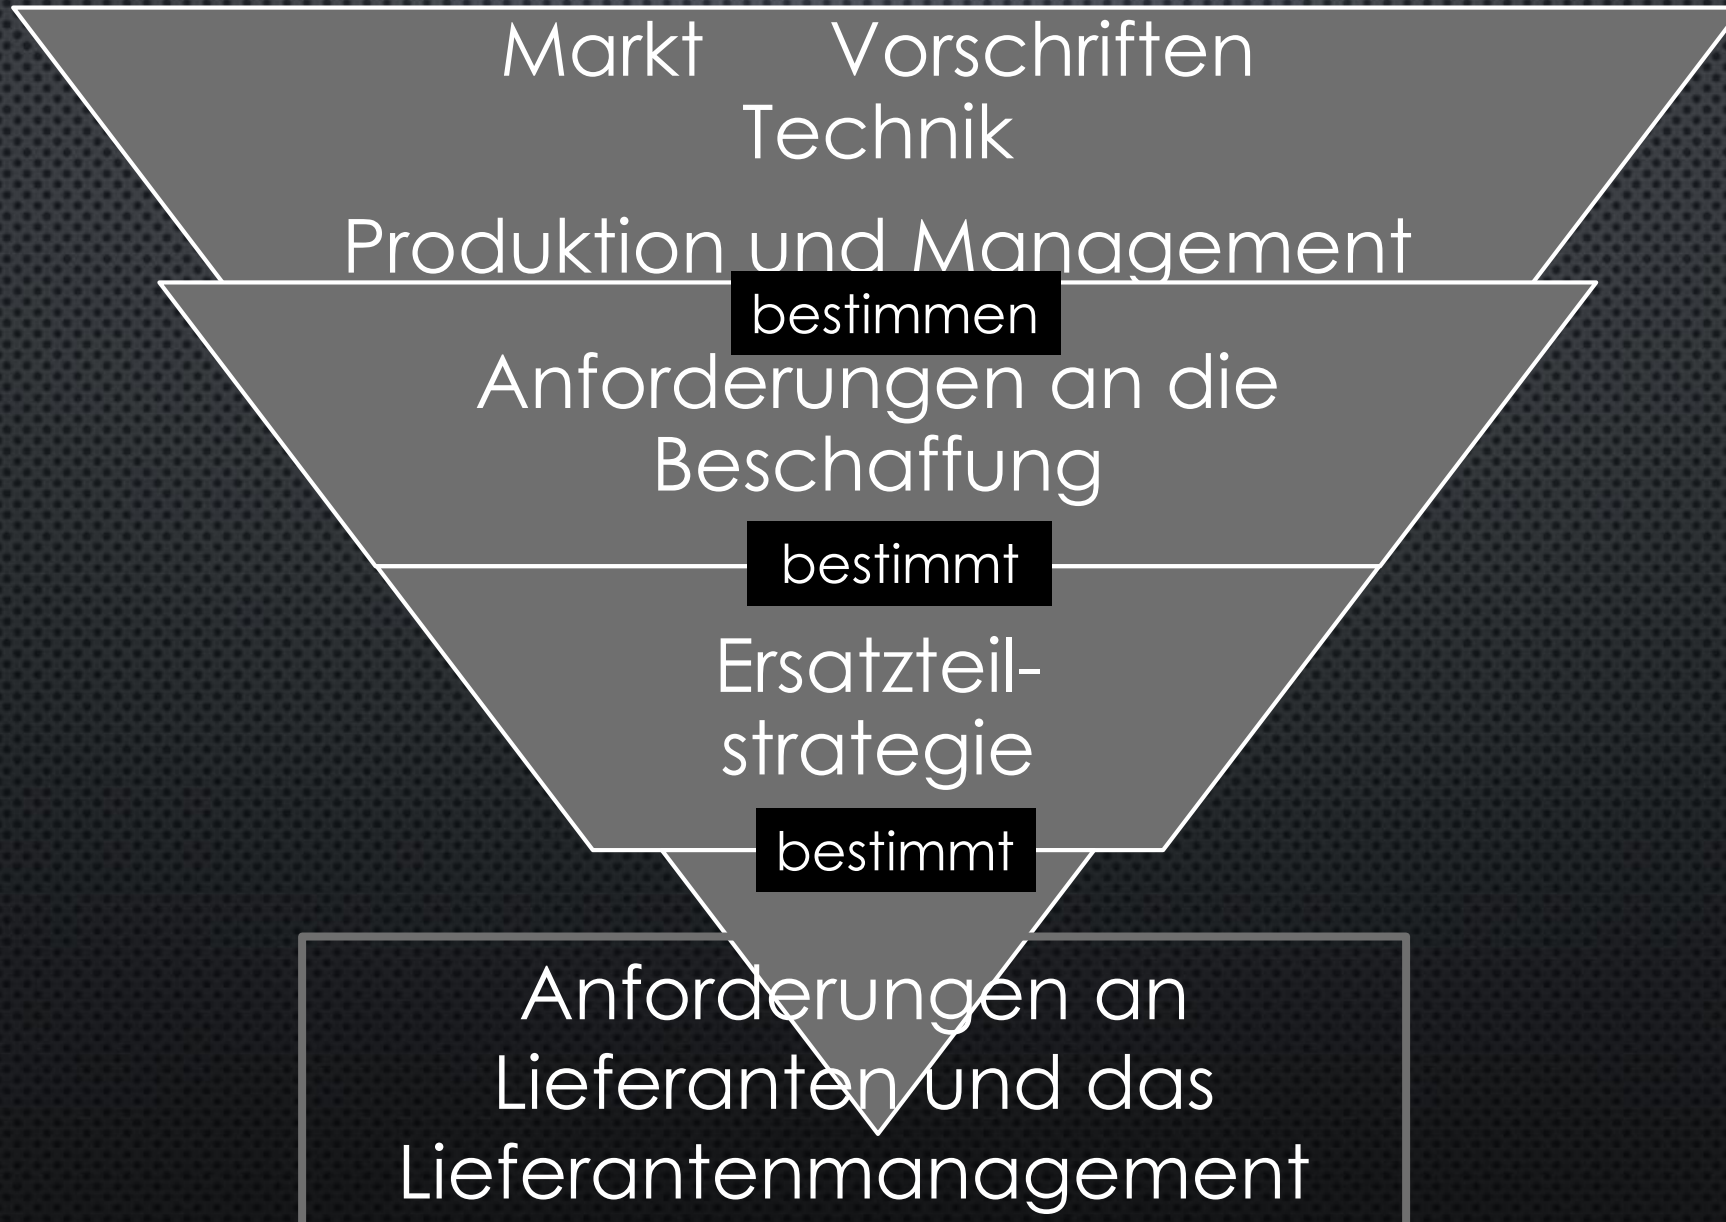 Markt Vorschriften
Technik
Produktion und Management
bestimmen
Anforderungen an die
Beschaffung
bestimmt
Ersatzteil-
strategie
bestimmt
Anforderungen an
Lieferanten und das
Lieferantenmanagement